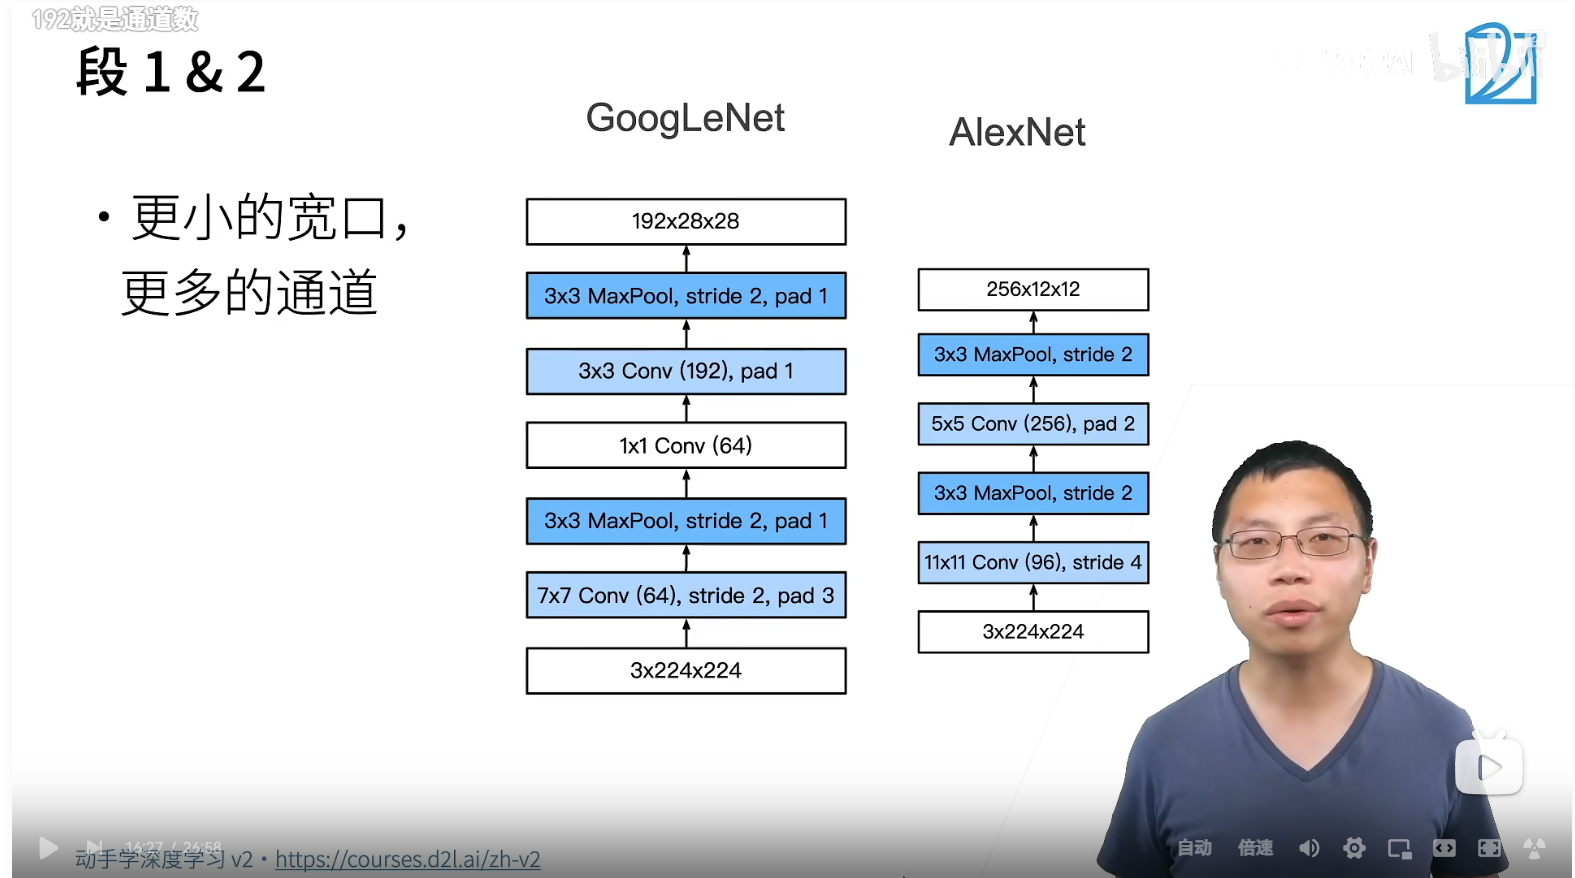 192就是通道数
段 1 & 2
GoogLeNet
AlexNet
• 更小的宽口，
更多的通道
192x28x28
3x3 MaxPool, stride 2, pad 1
3x3 Conv (192), pad 1
1x1 Conv (64)
3x3 MaxPool, stride 2, pad 1
7x7 Conv (64), stride 2, pad 3
3x224x224
256x12x12
3x3 MaxPool, stride 2
5x5 Conv (256), pad 2
3x3 MaxPool, stride 2
11x11 Conv (96), stride 4
3x224x224
bilibili
16:27 / 26:58
自动 倍速
动手学深度学习 v2 • https://courses.d2l.ai/zh-v2